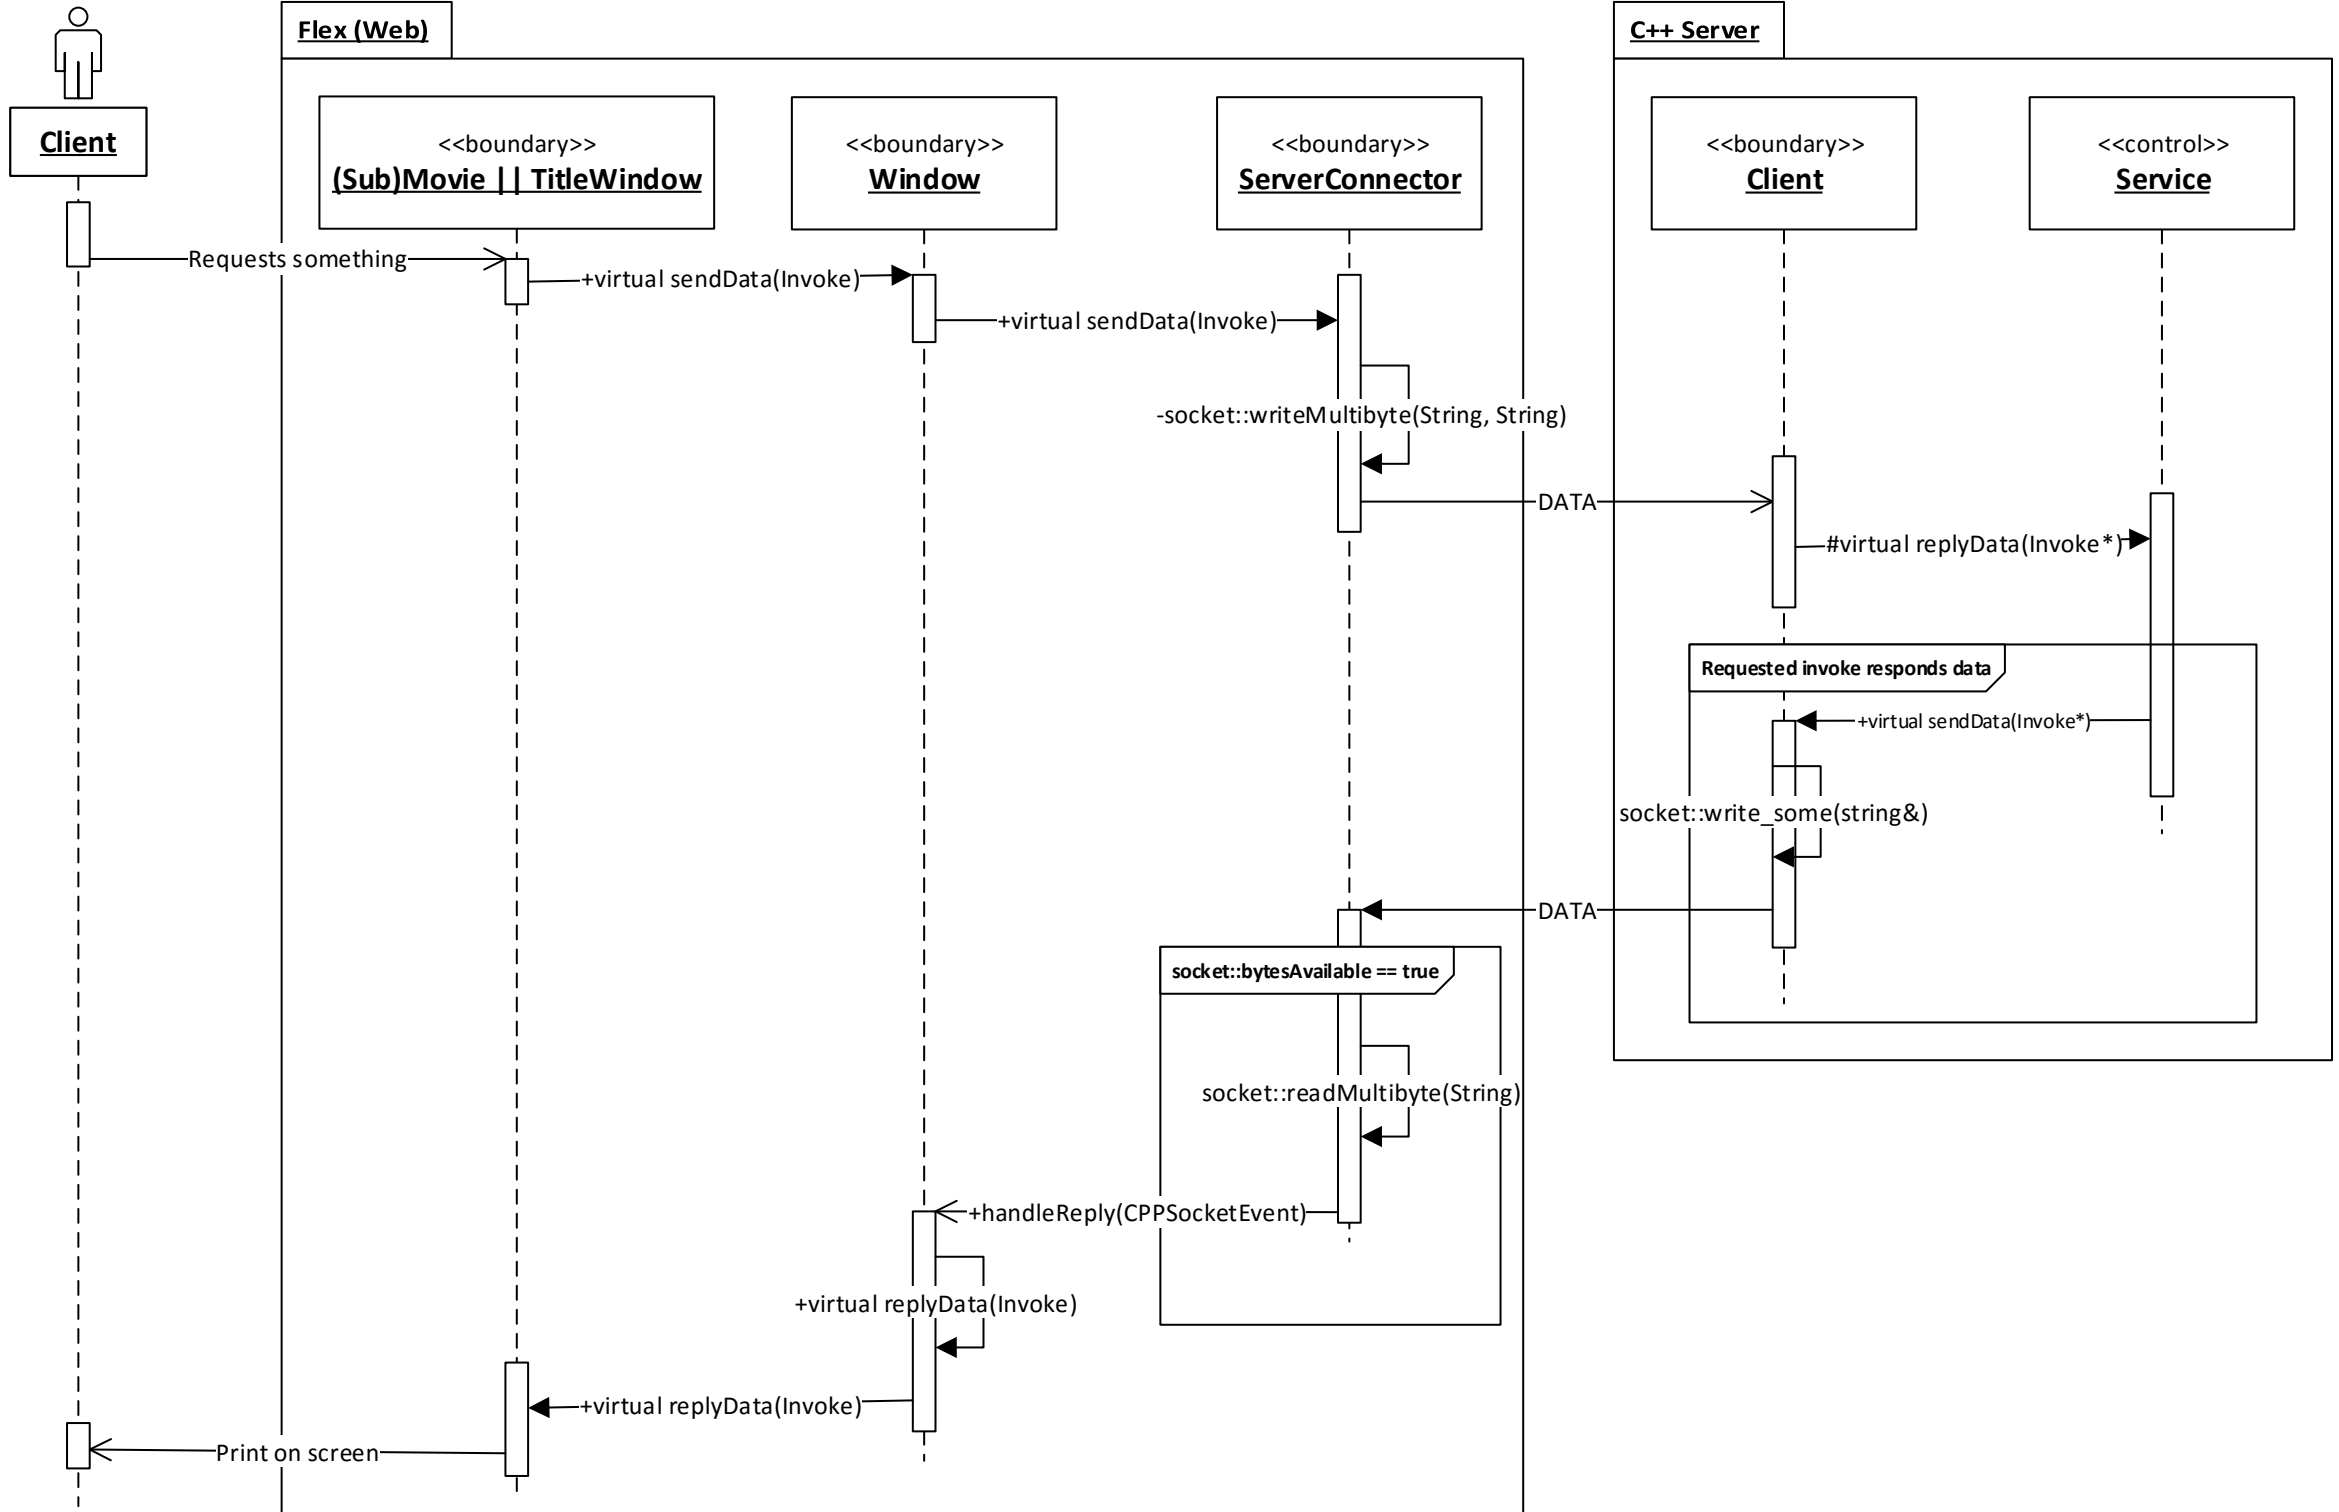 Flex (Web)
C++ Server
Client
<<boundary>>
(Sub)Movie || TitleWindow
<<boundary>>
Window
<<boundary>>
ServerConnector
<<boundary>>
Client
<<control>>
Service
Requests something
+virtual sendData(Invoke)
+virtual sendData(Invoke)
-socket::writeMultibyte(String, String)
DATA
#virtual replyData(Invoke*)
Requested invoke responds data
+virtual sendData(Invoke*)
socket::write_some(string&)
DATA
socket::bytesAvailable == true
socket::readMultibyte(String)
+handleReply(CPPSocketEvent)
+virtual replyData(Invoke)
+virtual replyData(Invoke)
Print on screen